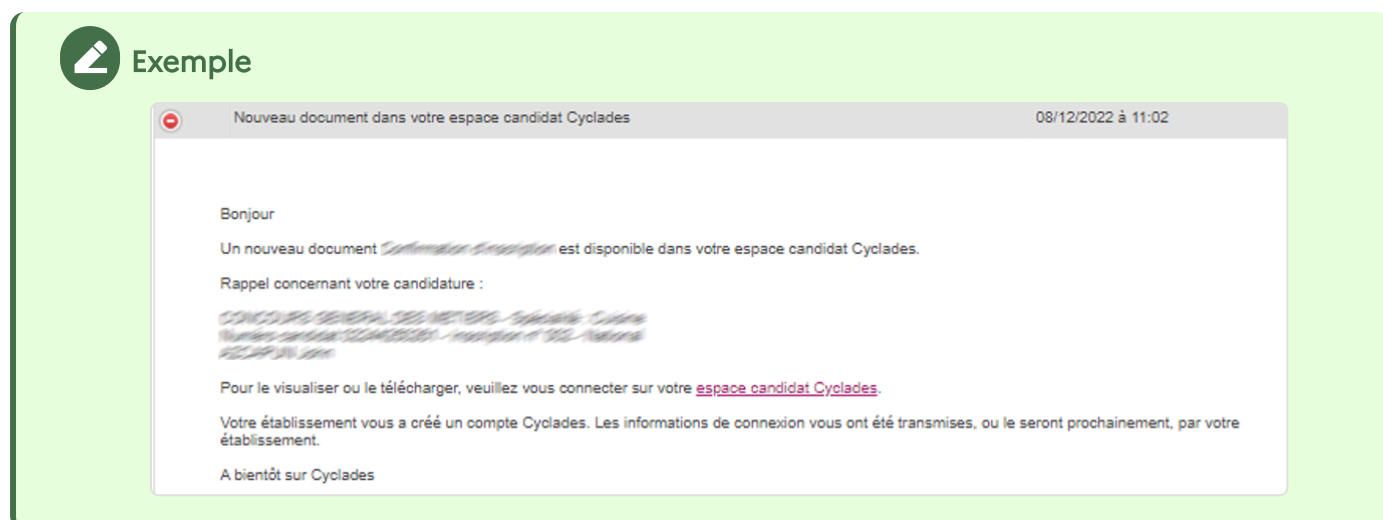 Exemple
Nouveau document dans votre espace candidat Cyclades 08/12/2022 à 11:02
Bonjour
Un nouveau document est disponible dans votre espace candidat Cyclades.
Rappel concernant votre candidature :
Pour le visualiser ou le télécharger, veuillez vous connecter sur votre espace candidat Cyclades.
Votre établissement vous a créé un compte Cyclades. Les informations de connexion vous ont été transmises, ou le seront prochainement, par votre
établissement.
A bientôt sur Cyclades